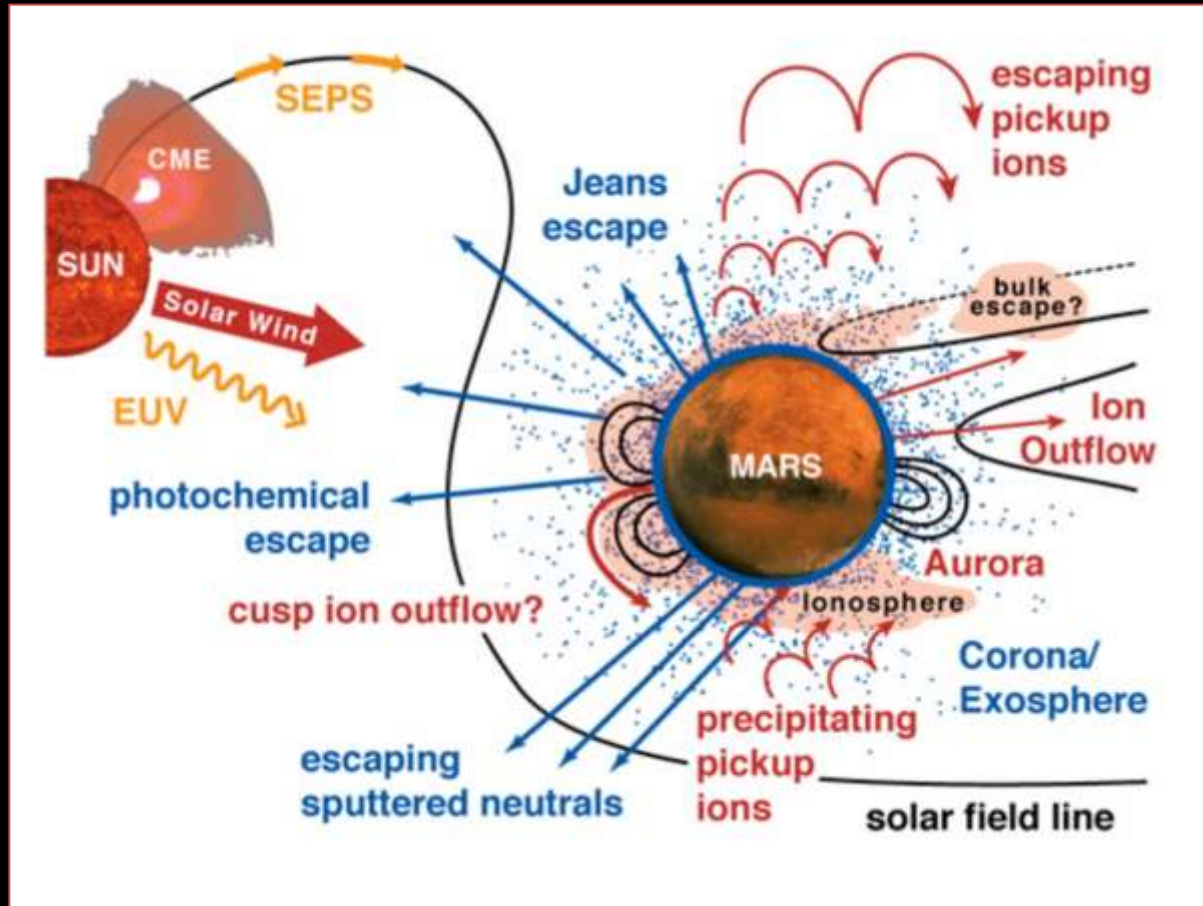 SEPS
CME
SUN
Solar Wind
EUV
Jeans
escape
escaping
pickup
ions
bulk
escape?
Ion
Outflow
MARS
photochemical
escape
cusp ion outflow?
Aurora
Ionosphere
Corona/
Exosphere
precipitating
pickup
ions
escaping
sputtered neutrals
solar field line